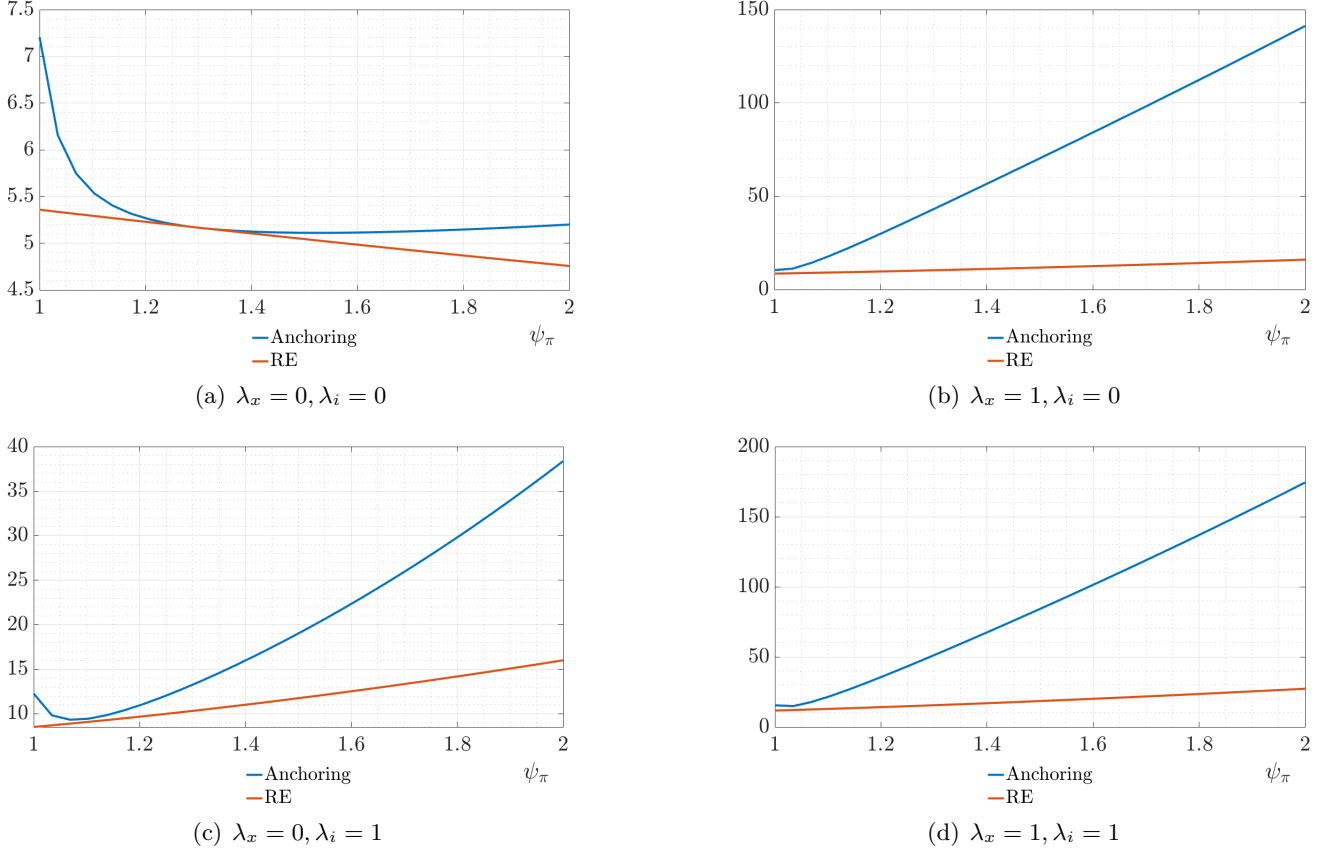 7.5
7
6.5
6
5.5
5
4.5
1 1.2 1.4 1.6 1.8 2
Anchoring
RE
ψπ
(a) λx = 0, λi = 0
150
100
50
0
1 1.2 1.4 1.6 1.8 2
Anchoring
RE
ψπ
(b) λx = 1, λi = 0
40
35
30
25
20
15
10
1 1.2 1.4 1.6 1.8 2
Anchoring
RE
ψπ
(c) λx = 0, λi = 1
200
150
100
50
0
1 1.2 1.4 1.6 1.8 2
Anchoring
RE
ψπ
(d) λx = 1, λi = 1